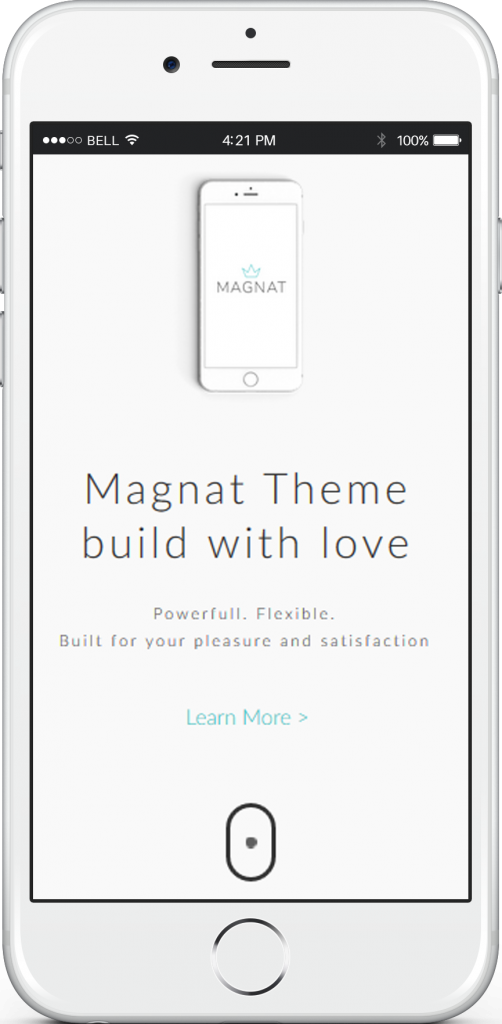 BELL 4:21 PM 100%
MAGNAT
Magnat Theme
build with love
Powerfull. Flexible.
Built for your pleasure and satisfaction
Learn More >